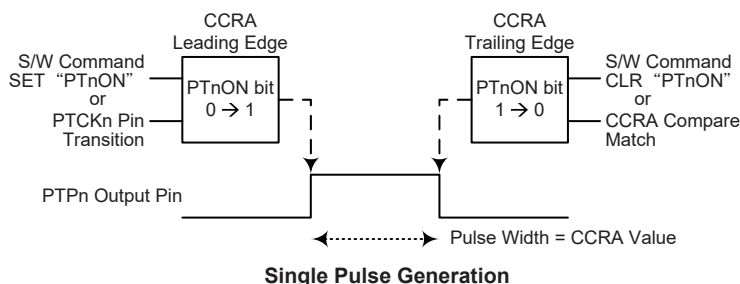 CCRA
Leading Edge
S/W Command
SET “PTnON”
or
PTCKn Pin
Transition
PTnON bit
0 → 1
CCRA
Trailing Edge
PTnON bit
1 → 0
S/W Command
CLR “PTnON”
or
CCRA Compare
Match
PTPn Output Pin
Pulse Width = CCRA Value
Single Pulse Generation